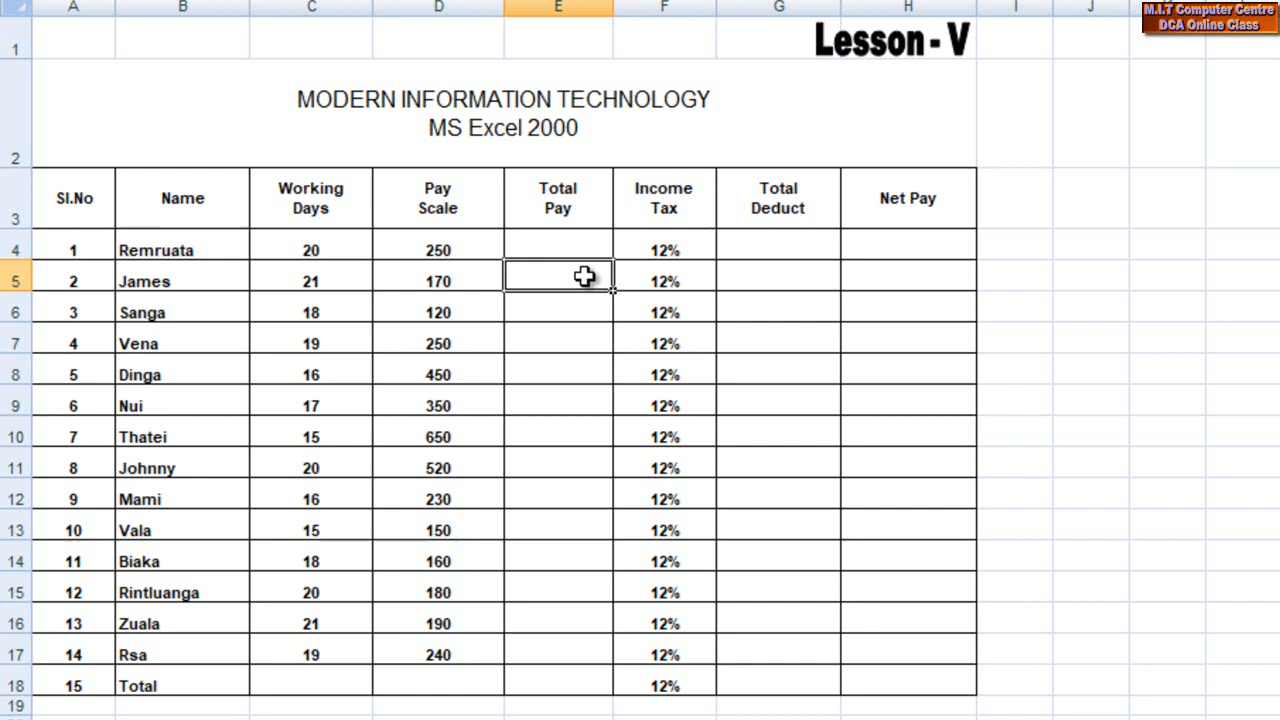 A B C D E F G H I J
M.I.T Computer Centre
DCA Online Class
1 Lesson - V
MODERN INFORMATION TECHNOLOGY
MS Excel 2000
2
3 Sl.No Name Working Days Pay Scale Total Pay Income Tax Total Deduct Net Pay
4 1 Remruata 20 250 12%
5 2 James 21 170 12%
6 3 Sanga 18 120 12%
7 4 Vena 19 250 12%
8 5 Dinga 16 450 12%
9 6 Nui 17 350 12%
10 7 Thatei 15 650 12%
11 8 Johnny 20 520 12%
12 9 Mami 16 230 12%
13 10 Vala 15 150 12%
14 11 Biaka 18 160 12%
15 12 Rintluanga 20 180 12%
16 13 Zuala 21 190 12%
17 14 Rsa 19 240 12%
18 15 Total 12%
19